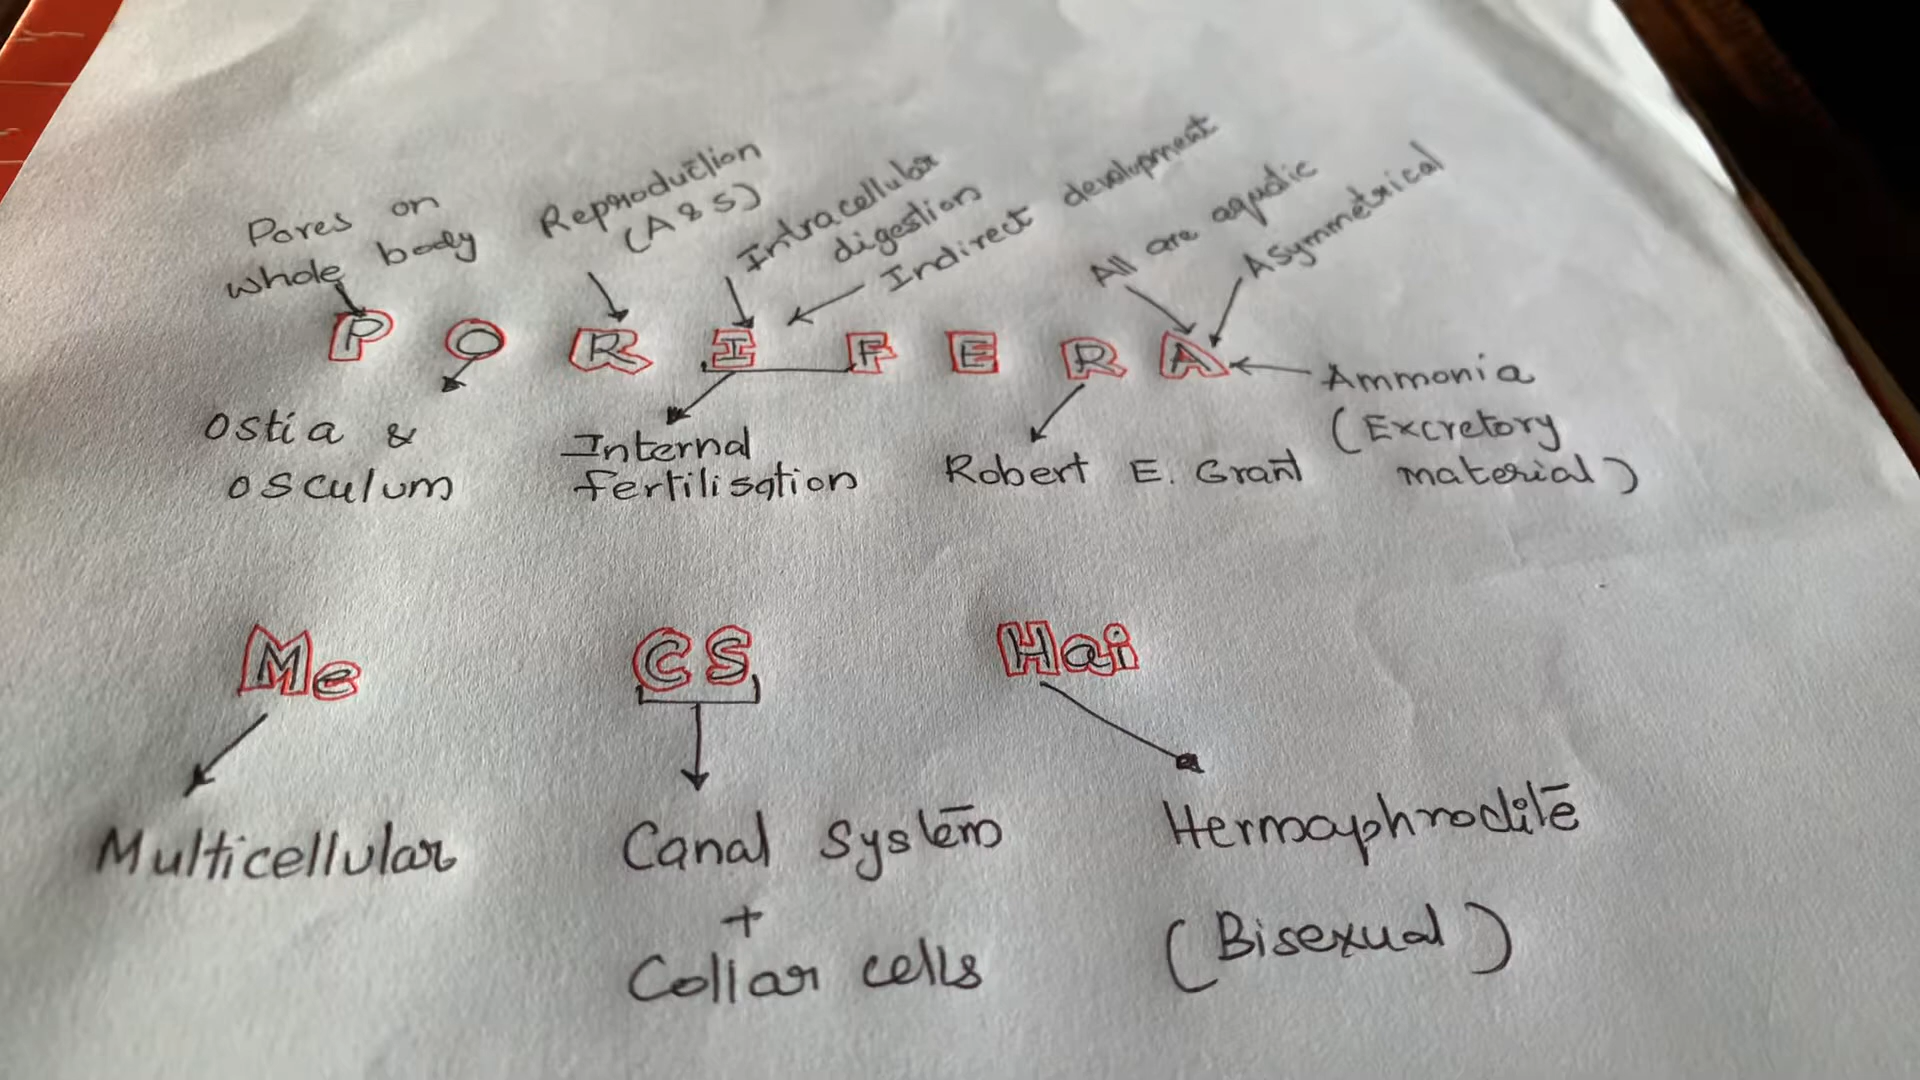 Pores on
whole body
Reproduction
(A & S)
Intracellular
digestion
Indirect development
All are aquatic
Asymmetrical
PORIFERA
Ostia &
osculum
Internal
fertilisation
Robert E. Grant
Ammonia
(Excretory
material)
Me CS Hai
Multicellular
Canal System
+
Collar cells
Hermaphrodite
(Bisexual)